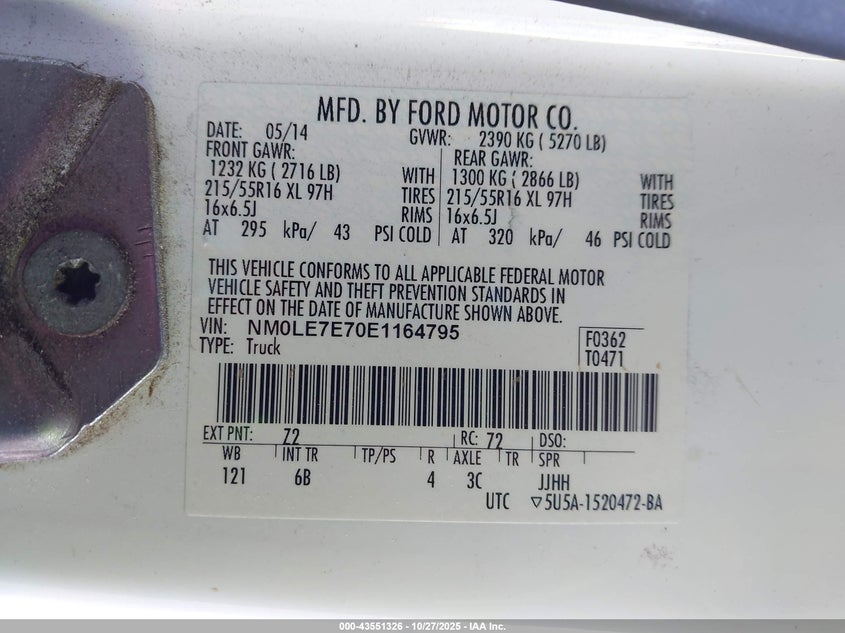 MFD. BY FORD MOTOR CO.
DATE: 05/14 GVWR: 2390 KG ( 5270 LB)
FRONT GAWR: REAR GAWR:
1232 KG ( 2716 LB) WITH 1300 KG ( 2866 LB) WITH
215/55R16 XL 97H TIRES 215/55R16 XL 97H TIRES
16x6.5J RIMS 16x6.5J RIMS
AT 295 kPa/ 43 PSI COLD AT 320 kPa/ 46 PSI COLD
THIS VEHICLE CONFORMS TO ALL APPLICABLE FEDERAL MOTOR
VEHICLE SAFETY AND THEFT PREVENTION STANDARDS IN
EFFECT ON THE DATE OF MANUFACTURE SHOWN ABOVE.
VIN: NM0LE7E70E1164795 F0362
TYPE: Truck T0471
EXT PNT: Z2 RC: 72 DSO:
WB INT TR TP/PS R AXLE TR SPR
121 6B 4 3C JJHH
UTC ▽5U5A-1520472-BA
000-43551326 - 10/27/2025 - IAA Inc.